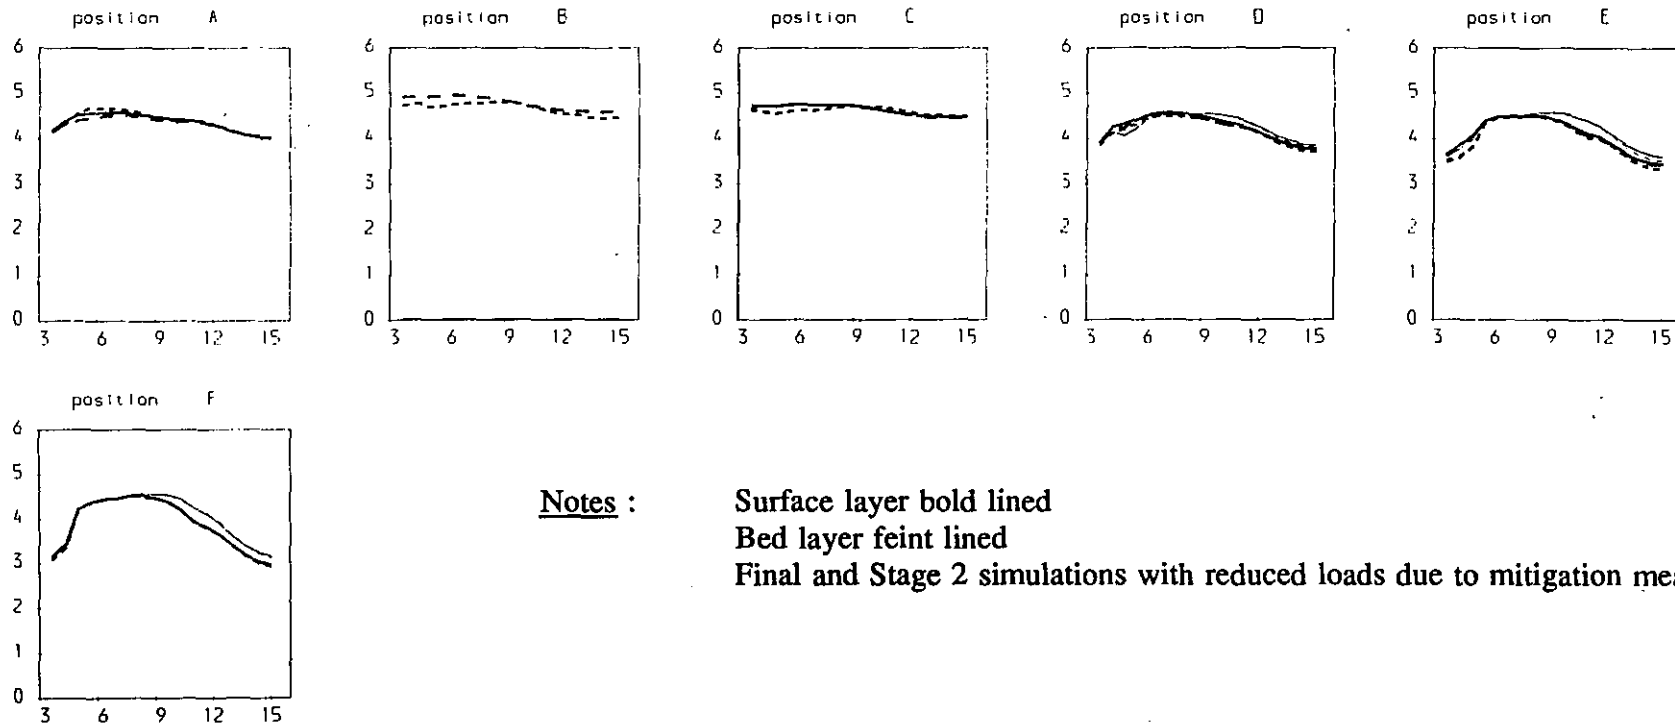 position A position B position C position D position E
6 6 6 6 6
5 5 5 5 5
4 4 4 4 4
3 3 3 3 3
2 2 2 2 2
1 1 1 1 1
0 0 0 0 0
3 6 9 12 15 3 6 9 12 15 3 6 9 12 15 3 6 9 12 15 3 6 9 12 15
position F
6
5
4
3
2
1
0
3 6 9 12 15
Notes : Surface layer bold lined
Bed layer feint lined
Final and Stage 2 simulations with reduced loads due to mitigation